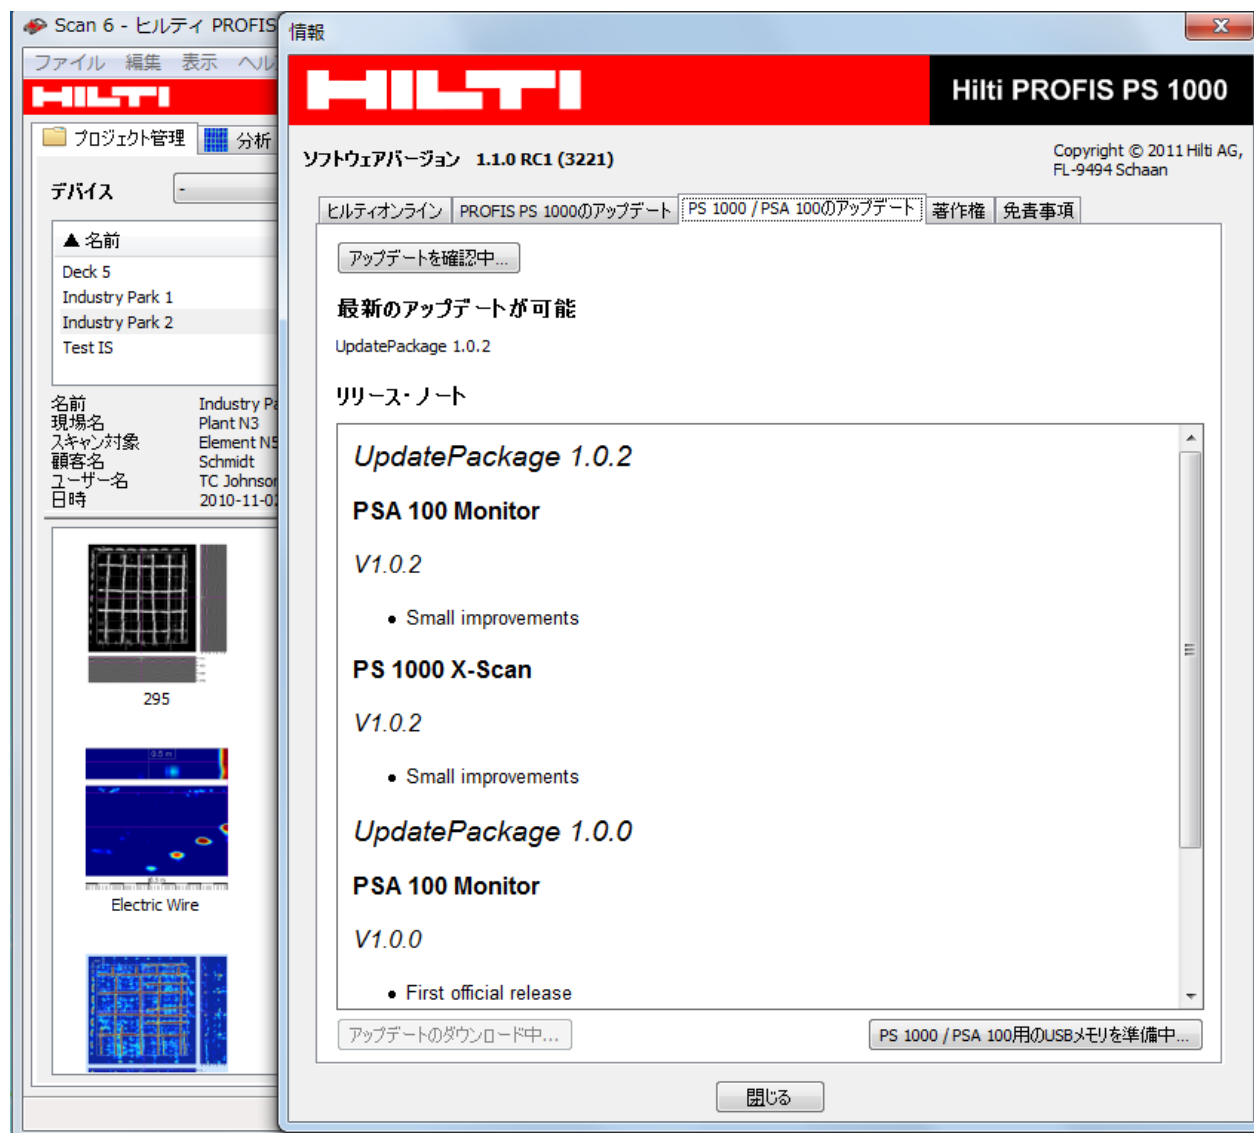 Scan 6 - ヒルティ PROFIS
ファイル 編集 表示 ヘル
HILTI
プロジェクト管理 分析
デバイス -
▲ 名前
Deck 5
Industry Park 1
Industry Park 2
Test IS
名前 Industry Pa
現場名 Plant N3
スキャン対象 Element N5
顧客名 Schmidt
ユーザー名 TC Johnson
日時 2010-11-02
295
0.5 m
Electric Wire
情報
HILTI
Hilti PROFIS PS 1000
ソフトウェアバージョン 1.1.0 RC1 (3221)
Copyright © 2011 Hilti AG,
FL-9494 Schaan
ヒルティオンライン PROFIS PS 1000のアップデート PS 1000 / PSA 100のアップデート 著作権 免責事項
アップデートを確認中...
最新のアップデートが可能
UpdatePackage 1.0.2
リリース・ノート
UpdatePackage 1.0.2
PSA 100 Monitor
V1.0.2
• Small improvements
PS 1000 X-Scan
V1.0.2
• Small improvements
UpdatePackage 1.0.0
PSA 100 Monitor
V1.0.0
• First official release
アップデートのダウンロード中...
PS 1000 / PSA 100用のUSBメモリを準備中...
閉じる